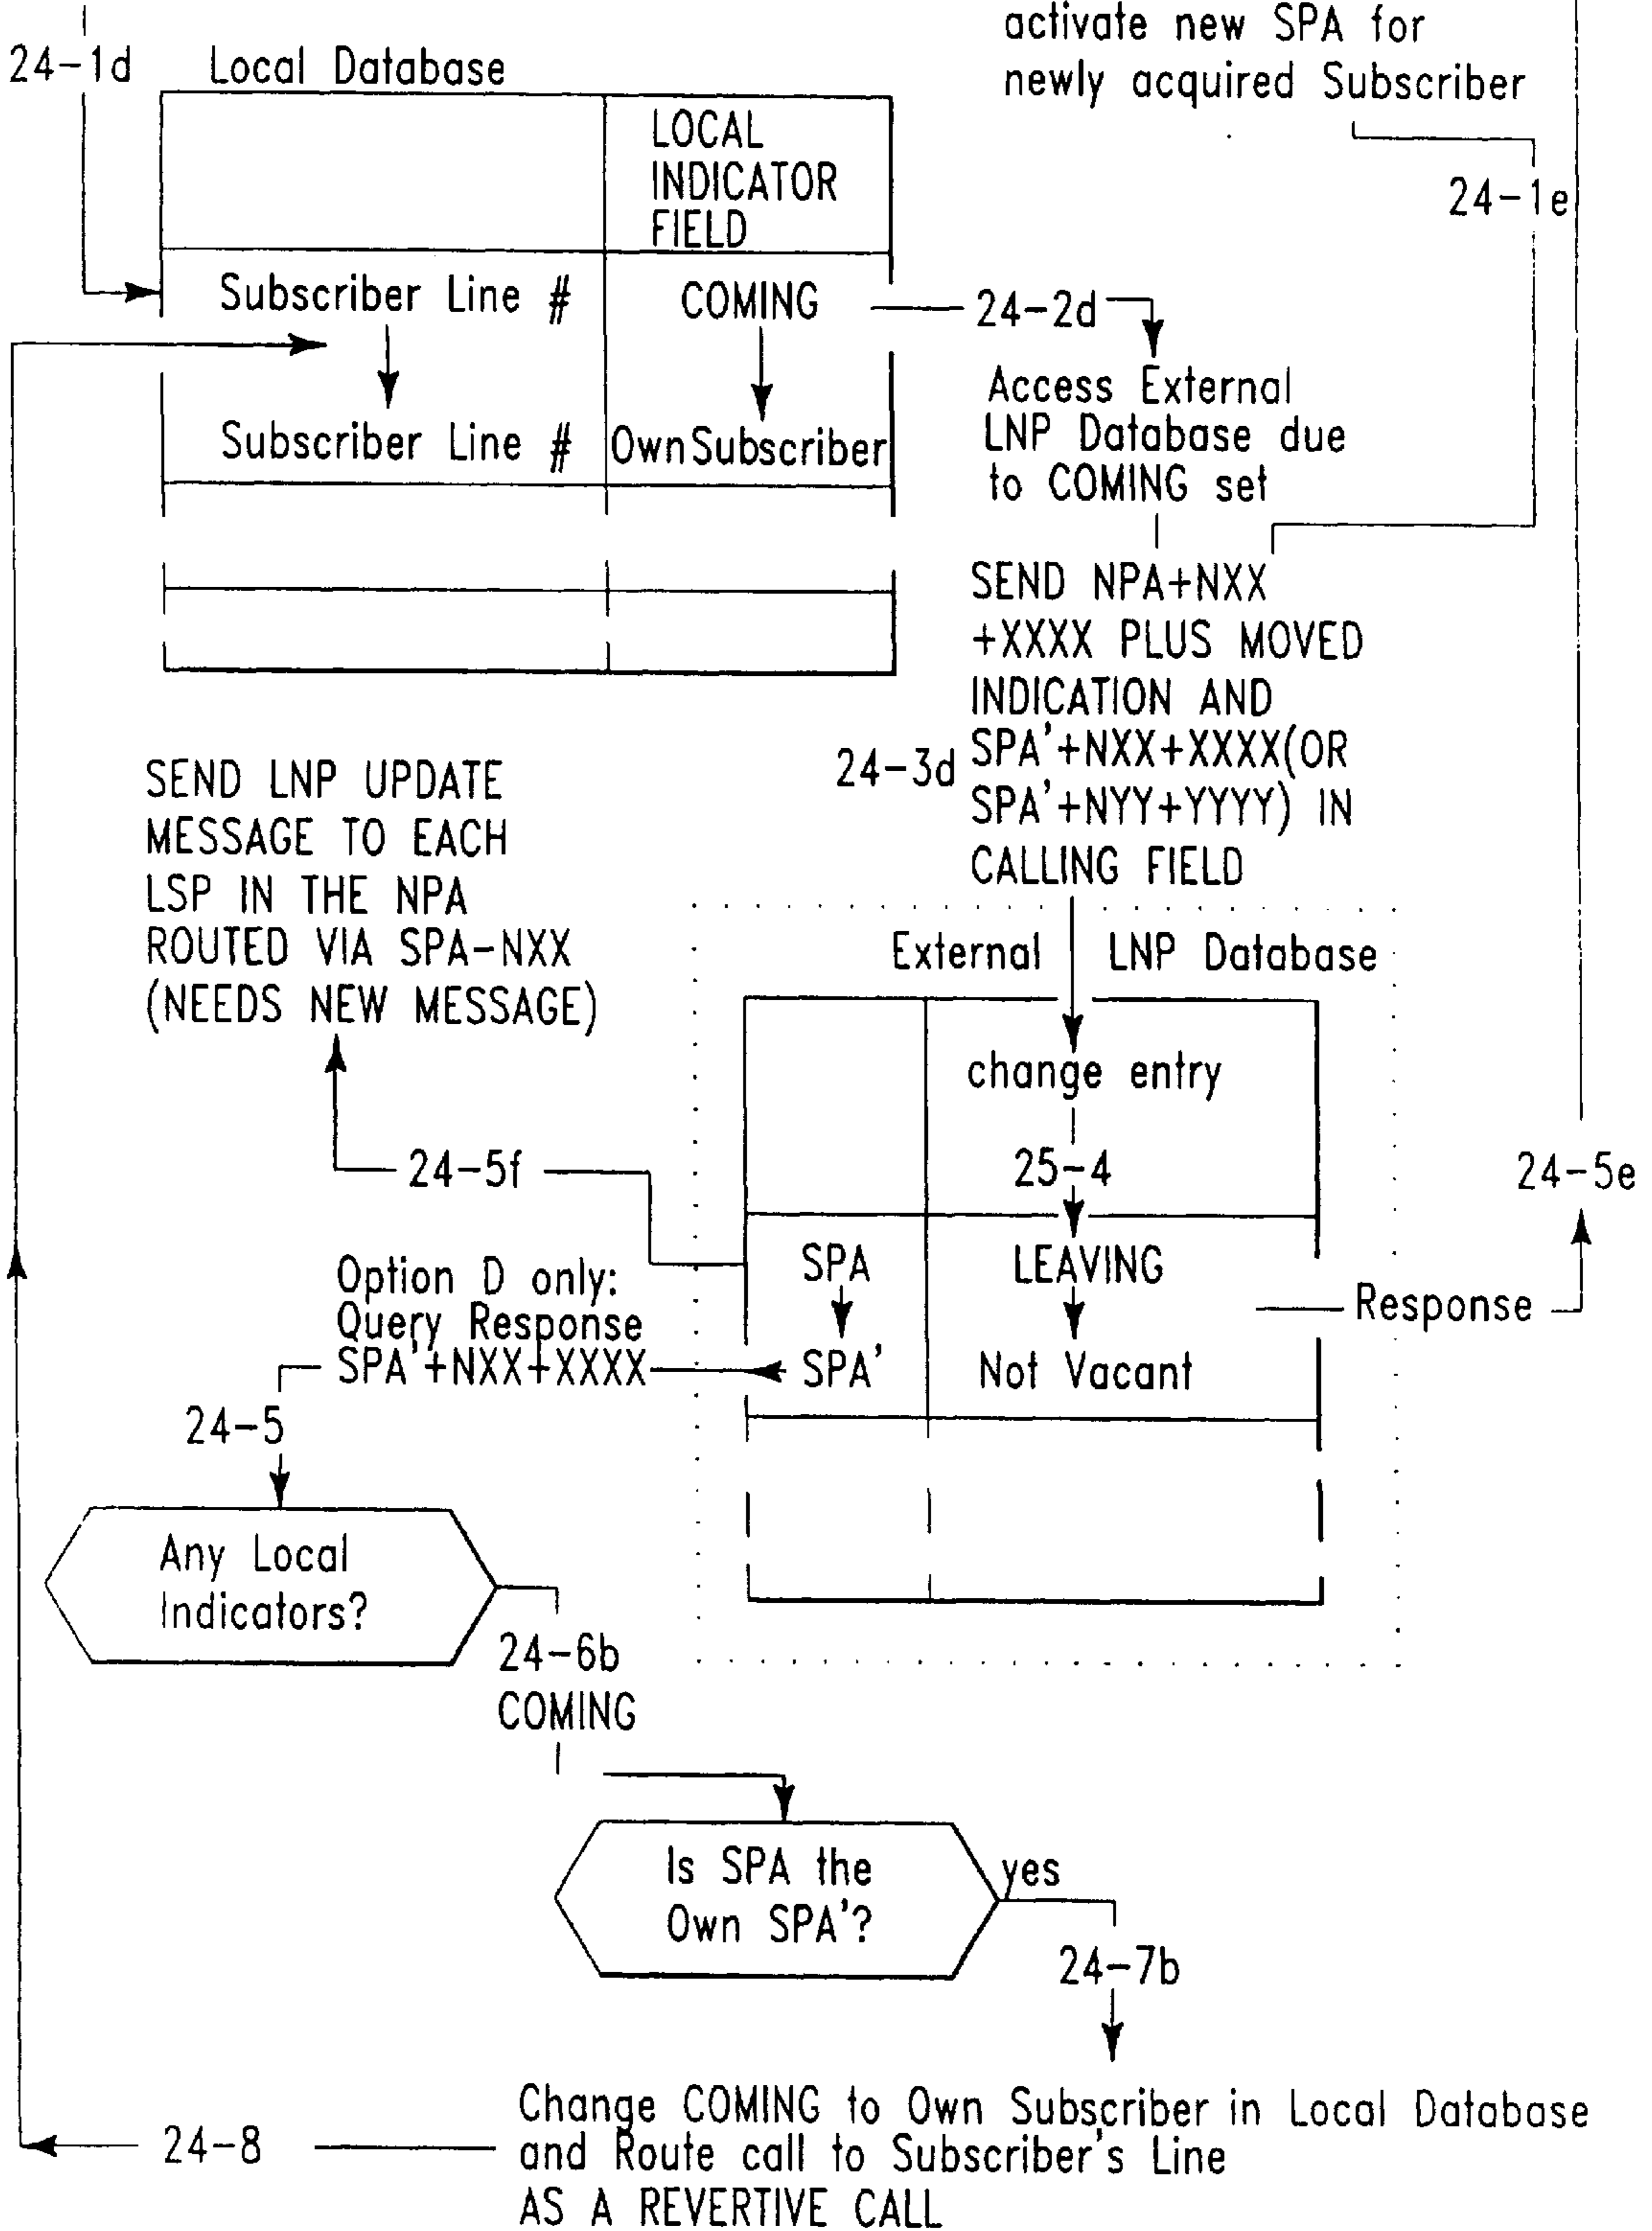 activate new SPA for
newly acquired Subscriber
24-1d
Local Database
24-1e
LOCAL
INDICATOR
FIELD
Subscriber Line #
COMING
24-2d
Subscriber Line #
Own Subscriber
Access External
LNP Database due
to COMING set
SEND NPA+NXX
+XXXX PLUS MOVED
INDICATION AND
SPA'+NXX+XXXX(OR
SPA'+NYY+YYYY) IN
CALLING FIELD
24-3d
SEND LNP UPDATE
MESSAGE TO EACH
LSP IN THE NPA
ROUTED VIA SPA-NXX
(NEEDS NEW MESSAGE)
External LNP Database
change entry
25-4
24-5f
24-5e
SPA
LEAVING
Response
SPA'
Not Vacant
Option D only:
Query Response
SPA'+NXX+XXXX
24-5
Any Local
Indicators?
24-6b
COMING
Is SPA the
Own SPA'?
yes
24-7b
Change COMING to Own Subscriber in Local Database
and Route call to Subscriber's Line
AS A REVERTIVE CALL
24-8